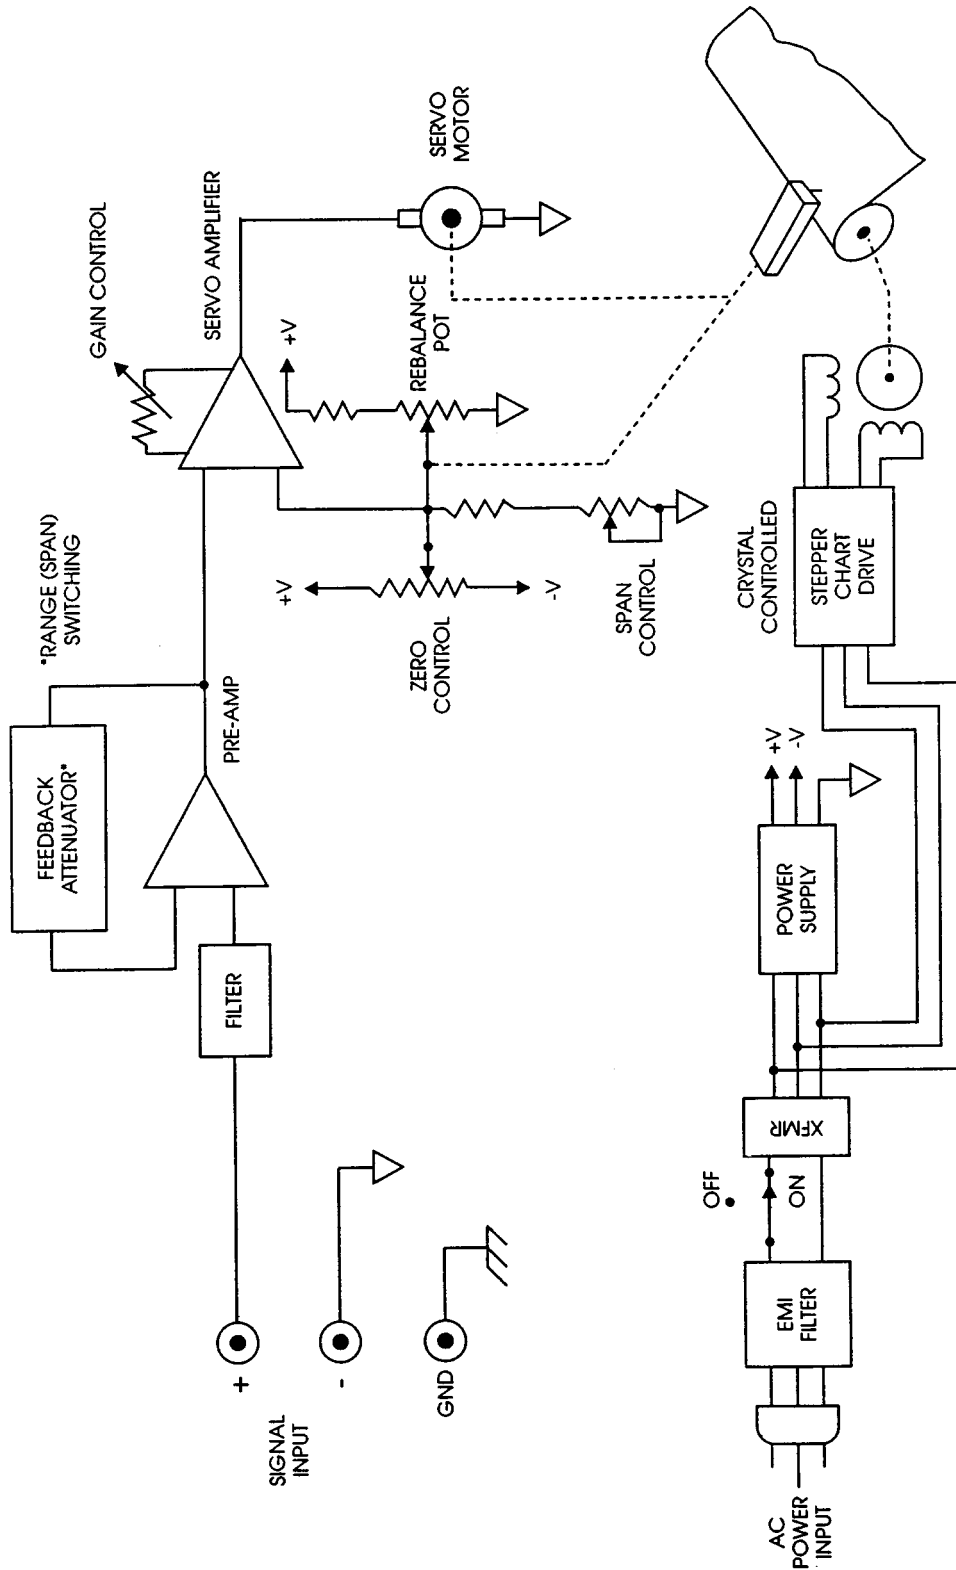 *RANGE (SPAN)
SWITCHING
FEEDBACK
ATTENUATOR*
GAIN CONTROL
SERVO AMPLIFIER
PRE-AMP
FILTER
+
SIGNAL
INPUT
-
GND
+V
ZERO
CONTROL
-V
+V
REBALANCE
POT
SERVO
MOTOR
SPAN
CONTROL
CRYSTAL
CONTROLLED
STEPPER
CHART
DRIVE
AC
POWER
INPUT
EMI
FILTER
OFF
ON
XFMR
POWER
SUPPLY
+V
-V